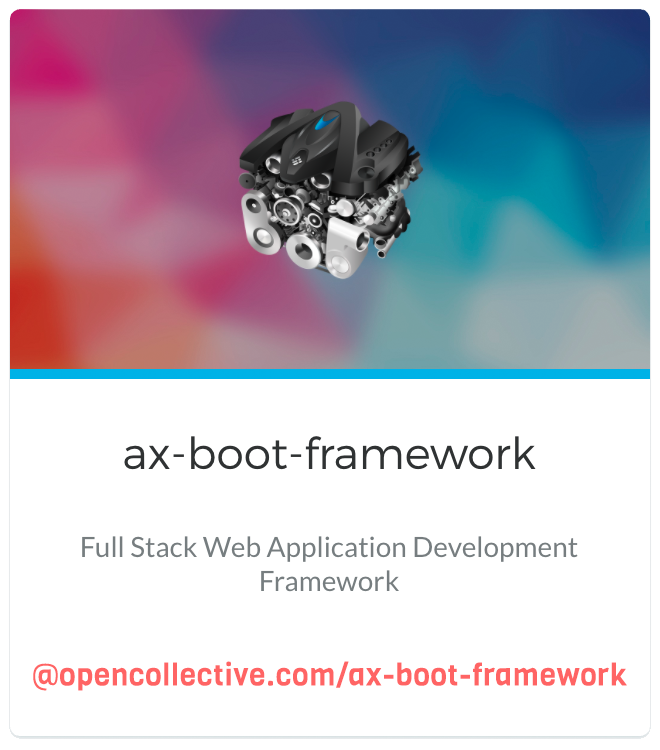 ax-boot-framework
Full Stack Web Application Development
Framework
@opencollective.com/ax-boot-framework